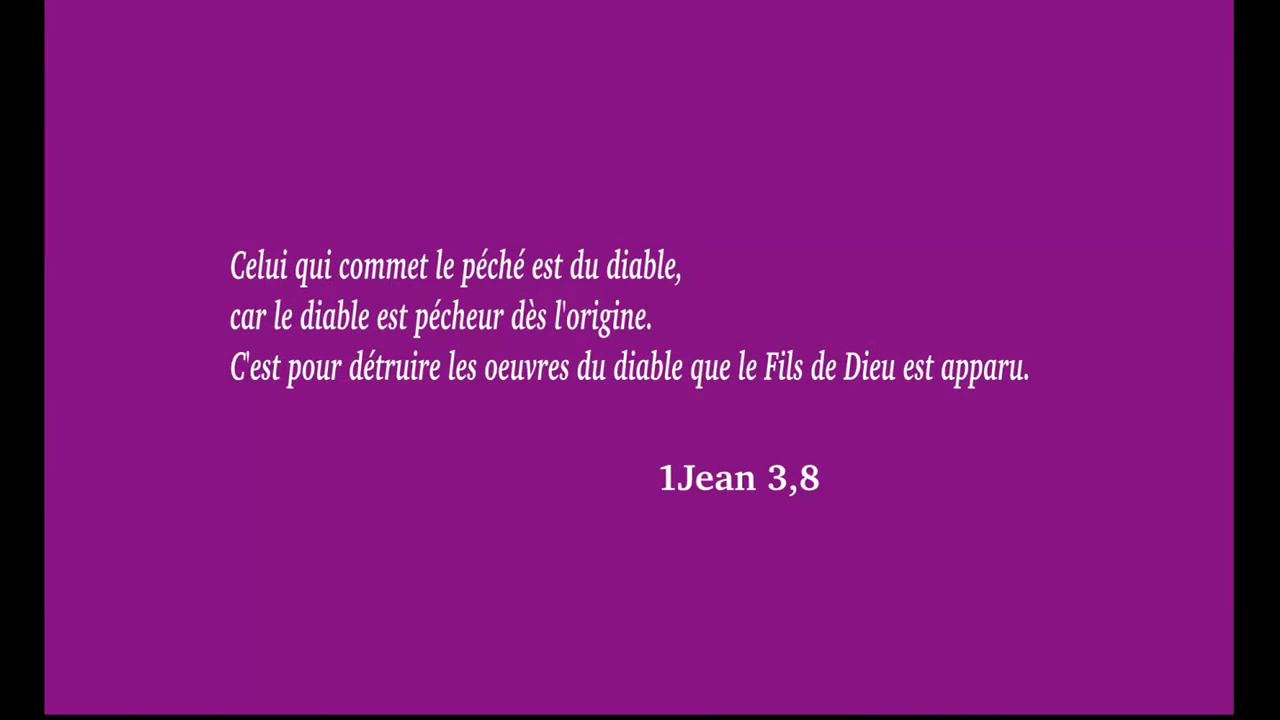 Celui qui commet le péché est du diable,
car le diable est pécheur dès l'origine.
C'est pour détruire les oeuvres du diable que le Fils de Dieu est apparu.
1Jean 3,8